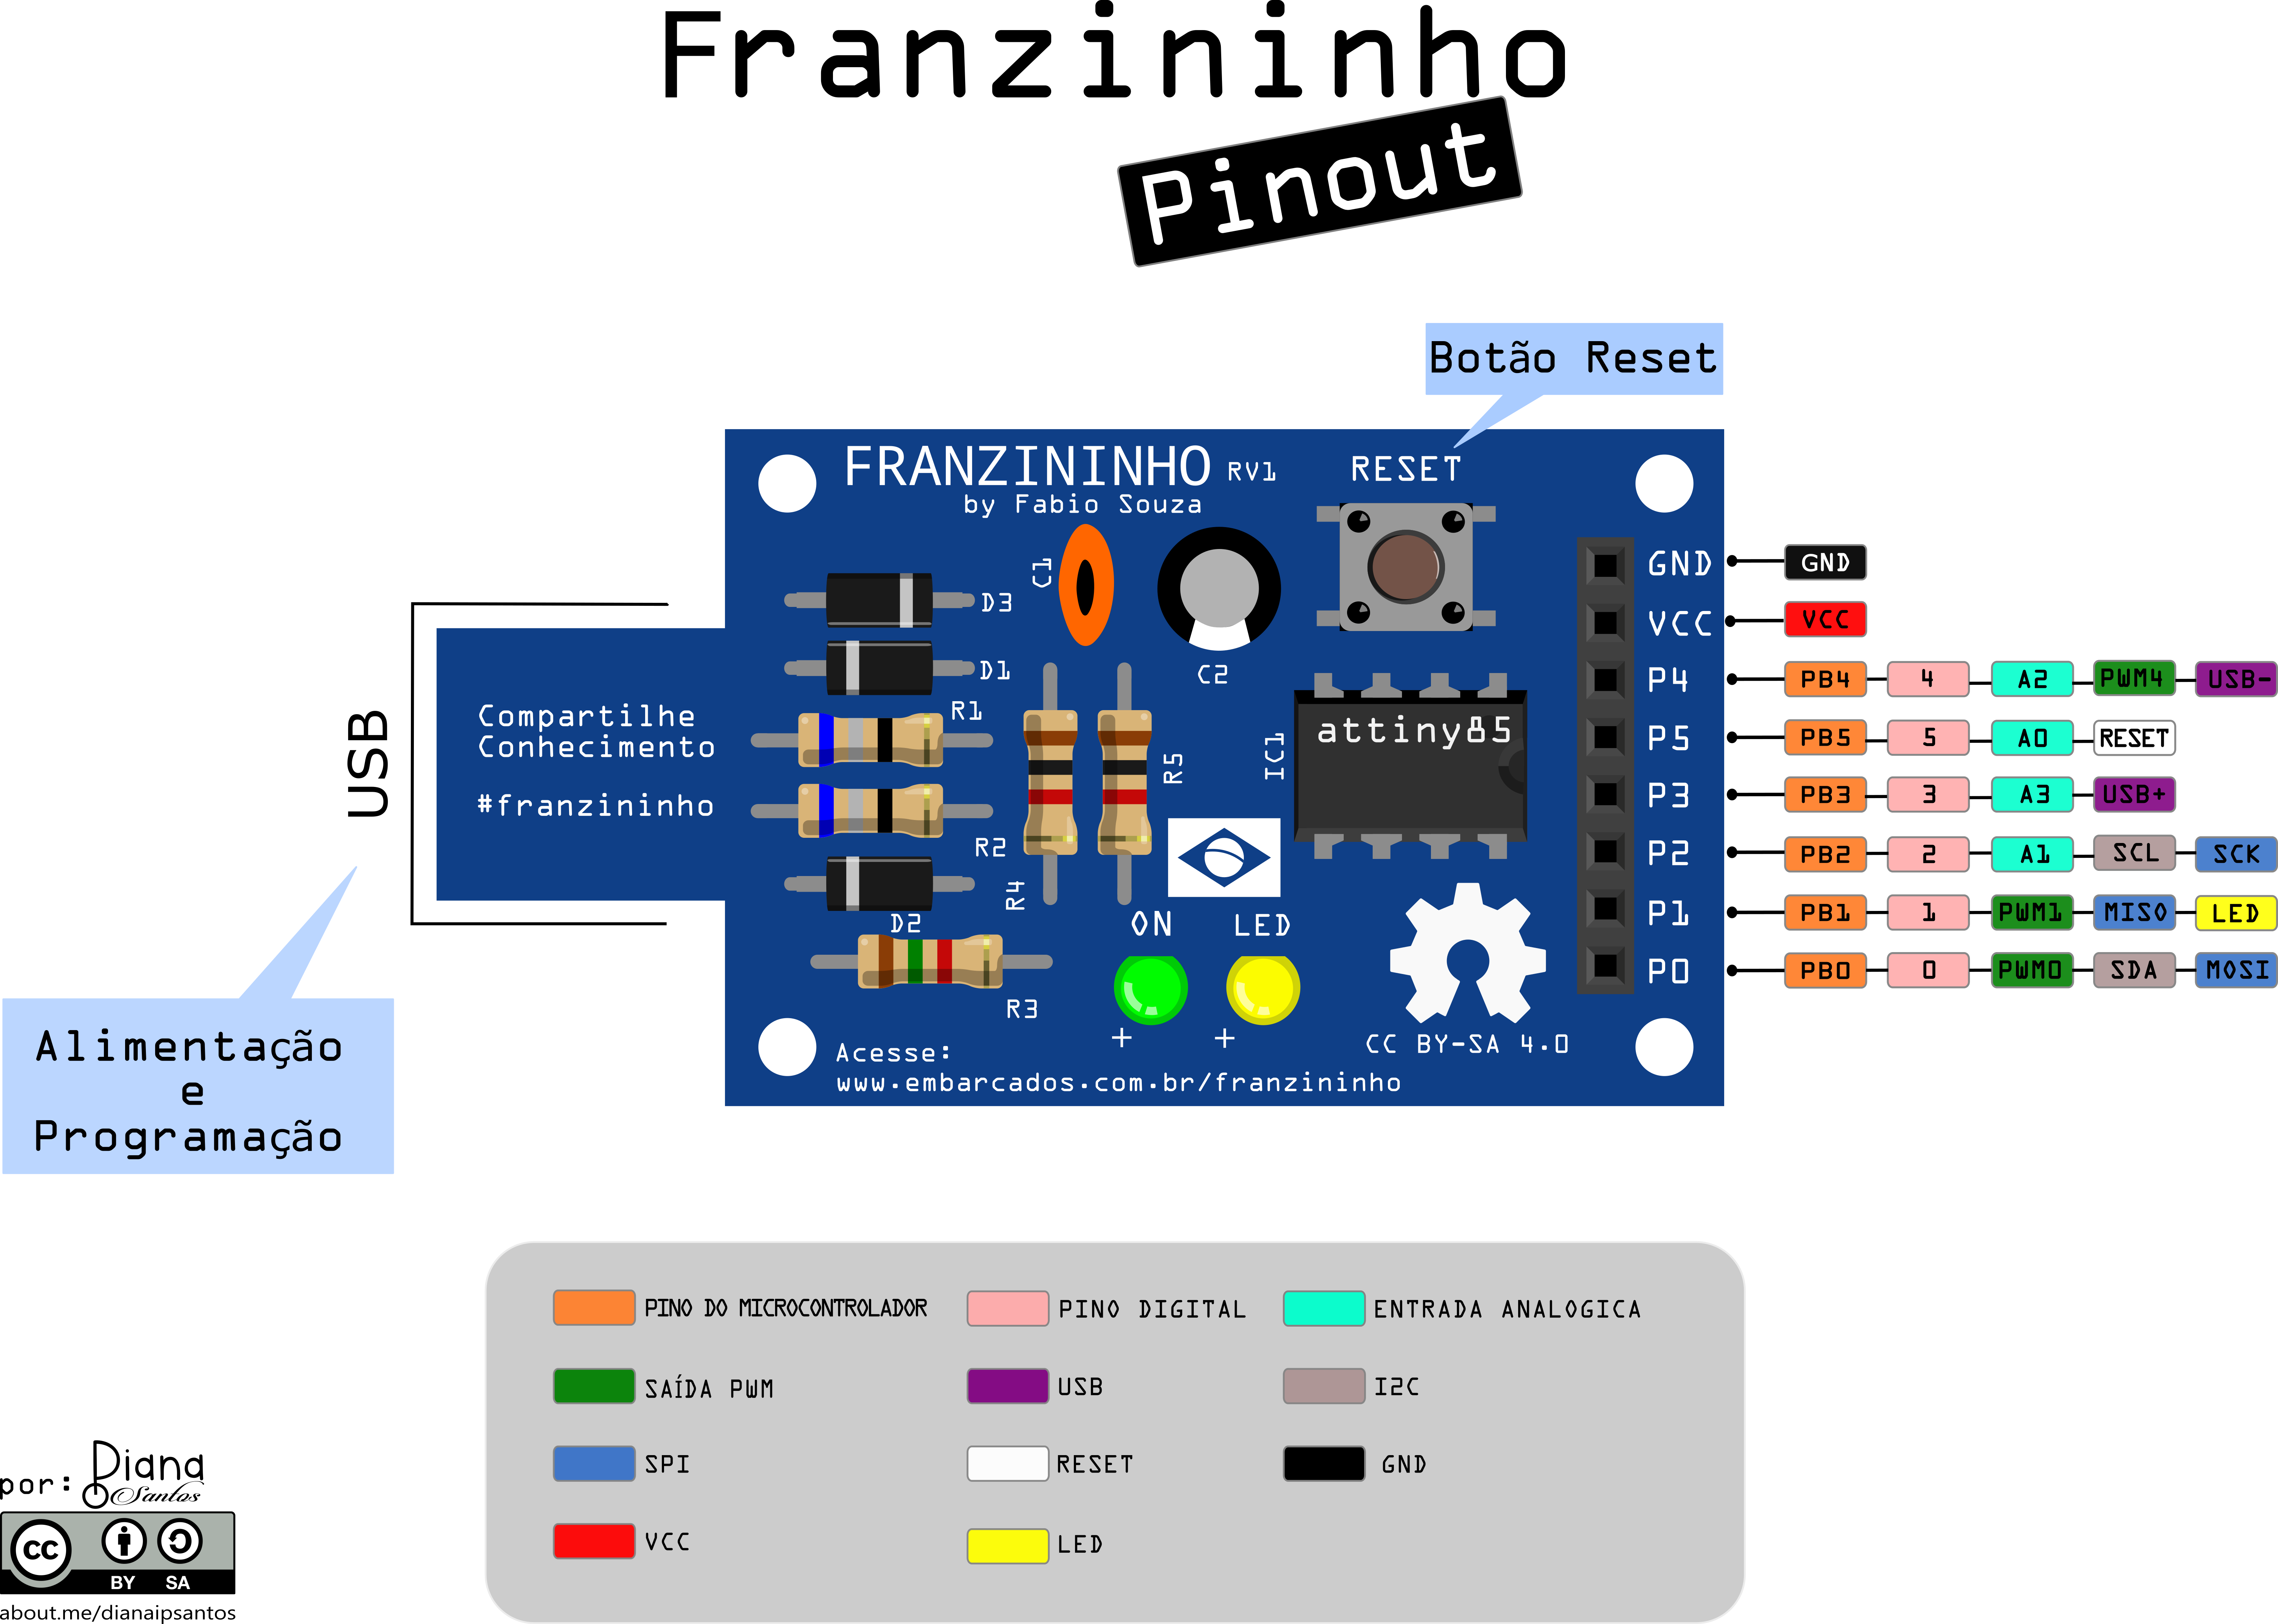 Franzininho
Pinout
Botão Reset
FRANZININHO RV1
by Fabio Souza
RESET
C1
C2
D3
D1
R1
R2
R4
R5
D2
R3
IC1
attiny85
USB
Compartilhe
Conhecimento
#franzininho
ON LED
+ +
CC BY-SA 4.0
Acesse:
www.embarcados.com.br/franzininho
Alimentação
e
Programação
GND GND
VCC VCC
P4 PB4 4 A2 PWM4 USB-
P5 PB5 5 A0 RESET
P3 PB3 3 A3 USB+
P2 PB2 2 A1 SCL SCK
P1 PB1 1 PWM1 MISO LED
P0 PB0 0 PWM0 SDA MOSI
PINO DO MICROCONTROLADOR PINO DIGITAL ENTRADA ANALOGICA
SAÍDA PWM USB I2C
SPI RESET GND
VCC LED
por: Diana
Santos
cc
BY SA
about.me/dianaipsantos